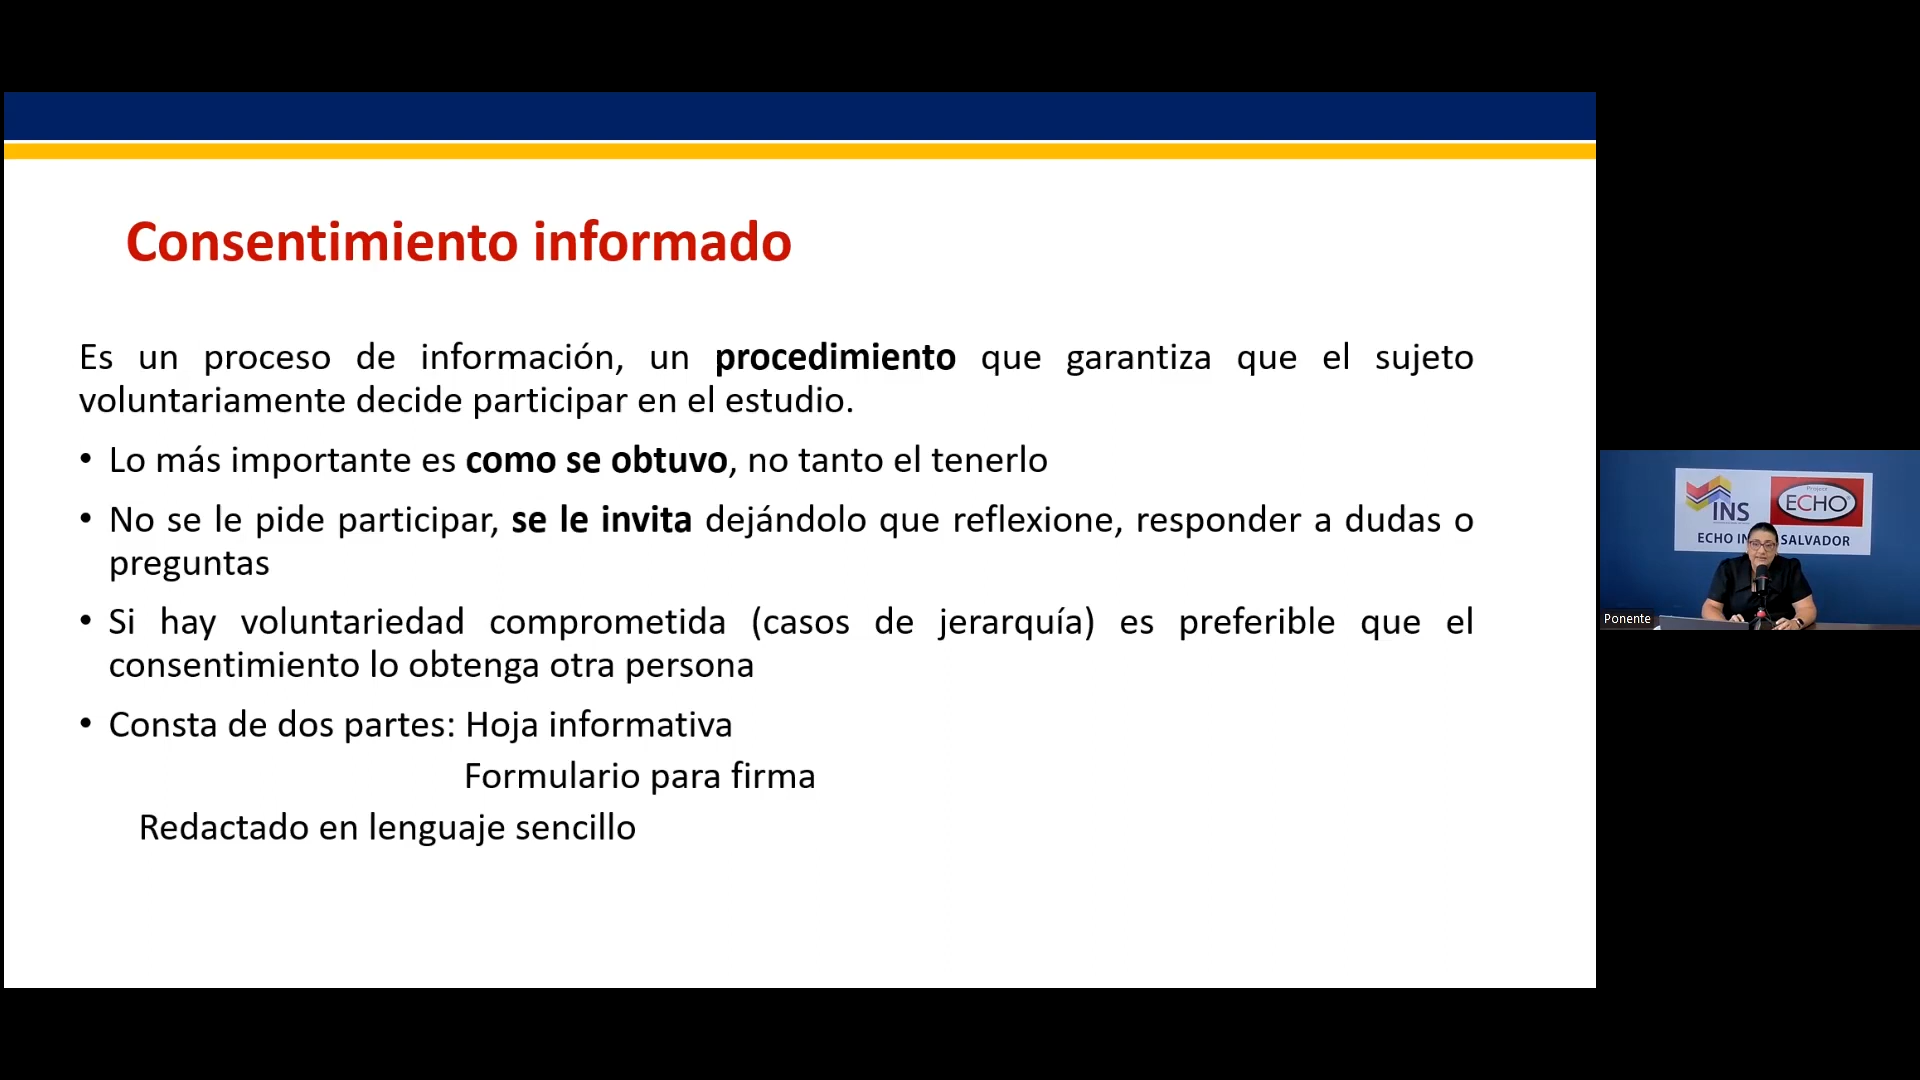 Consentimiento informado
Es un proceso de información, un procedimiento que garantiza que el sujeto
voluntariamente decide participar en el estudio.
• Lo más importante es como se obtuvo, no tanto el tenerlo
• No se le pide participar, se le invita dejándolo que reflexione, responder a dudas o
preguntas
• Si hay voluntariedad comprometida (casos de jerarquía) es preferible que el
consentimiento lo obtenga otra persona
• Consta de dos partes: Hoja informativa
Formulario para firma
Redactado en lenguaje sencillo
INS
ECHO
ECHO IN SALVADOR
Ponente